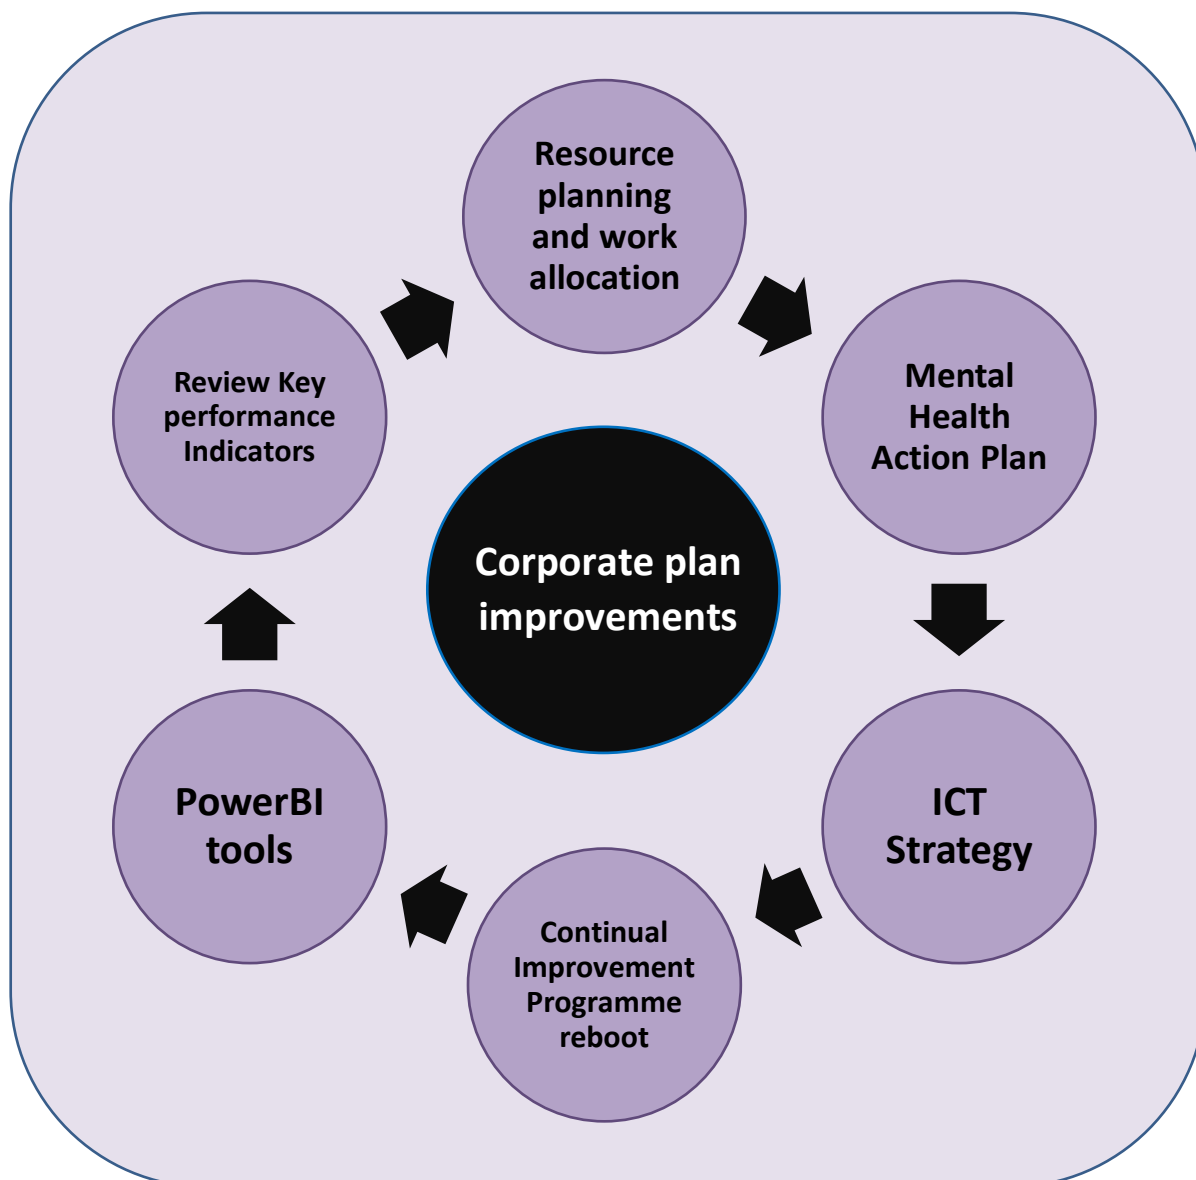 Resource
planning
and work
allocation
Mental
Health
Action Plan
ICT
Strategy
Continual
Improvement
Programme
reboot
PowerBI
tools
Review Key
performance
Indicators
Corporate plan
improvements